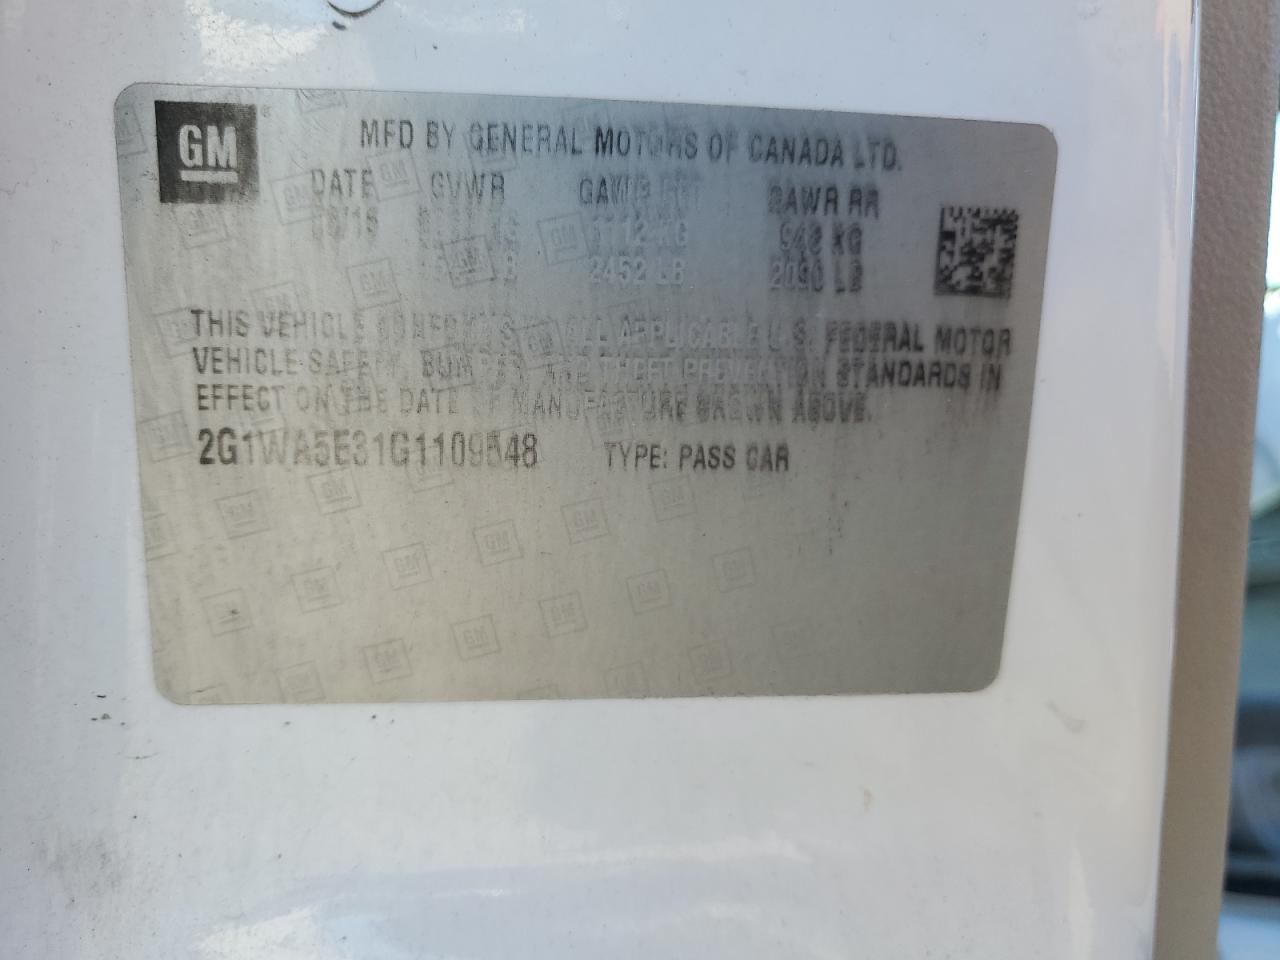 GM
MFD BY GENERAL MOTORS OF CANADA LTD.
DATE GVWR GAWR FRT GAWR RR
1112 KG 948 KG
2452 LB 2090 LB
THIS VEHICLE CONFORMS TO ALL APPLICABLE U.S. FEDERAL MOTOR
VEHICLE SAFETY, BUMPER, AND THEFT PREVENTION STANDARDS IN
EFFECT ON THE DATE OF MANUFACTURE SHOWN ABOVE.
2G1WA5E31G1109548 TYPE: PASS CAR